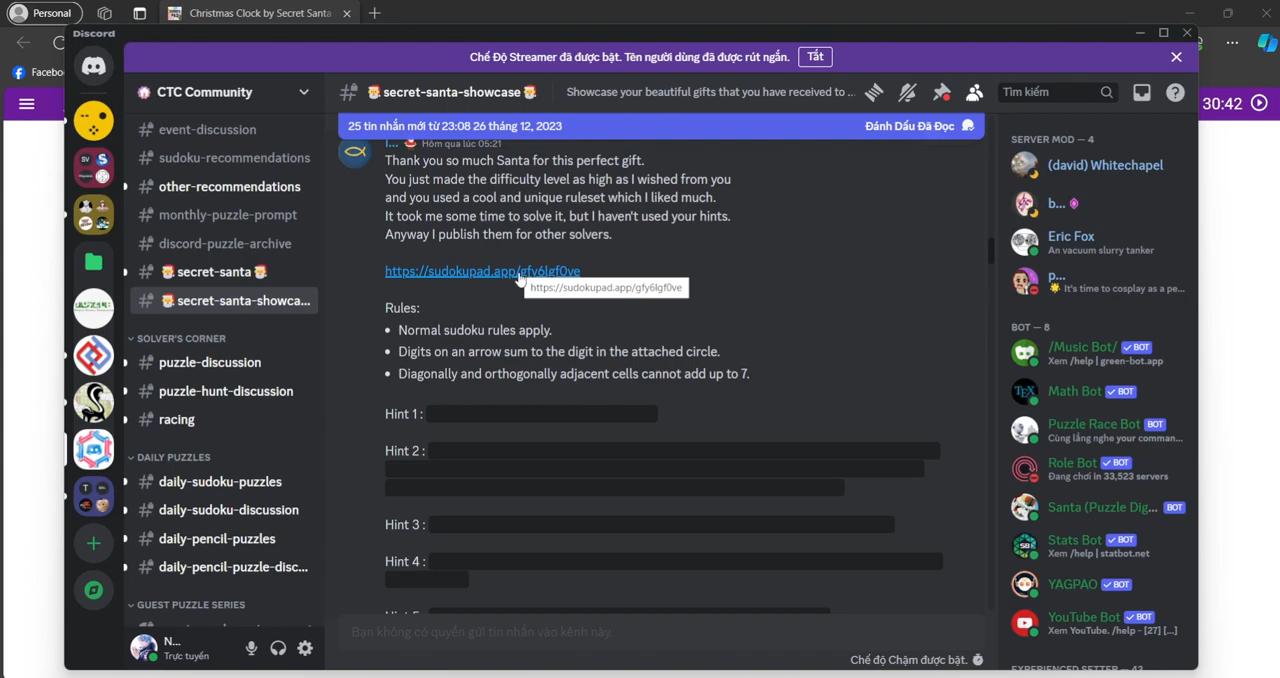 Personal
Christmas Clock by Secret Santa
Facebo
30:42
Discord
Chế Độ Streamer đã được bật. Tên người dùng đã được rút ngắn.
Tắt
CTC Community
event-discussion
sudoku-recommendations
other-recommendations
monthly-puzzle-prompt
discord-puzzle-archive
secret-santa
secret-santa-showca...
SOLVER'S CORNER
puzzle-discussion
puzzle-hunt-discussion
racing
DAILY PUZZLES
daily-sudoku-puzzles
daily-sudoku-discussion
daily-pencil-puzzles
daily-pencil-puzzle-disc...
GUEST PUZZLE SERIES
N...
Trực tuyến
secret-santa-showcase
Showcase your beautiful gifts that you have received to ...
Tìm kiếm
25 tin nhắn mới từ 23:08 26 tháng 12, 2023
Đánh Dấu Đã Đọc
Hôm qua lúc 05:21
Thank you so much Santa for this perfect gift.
You just made the difficulty level as high as I wished from you
and you used a cool and unique ruleset which I liked much.
It took me some time to solve it, but I haven't used your hints.
Anyway I publish them for other solvers.
https://sudokupad.app/gfy6lgf0ve
https://sudokupad.app/gfy6lgf0ve
Rules:
• Normal sudoku rules apply.
• Digits on an arrow sum to the digit in the attached circle.
• Diagonally and orthogonally adjacent cells cannot add up to 7.
Hint 1 :
Hint 2 :
Hint 3 :
Hint 4 :
Bạn không có quyền gửi tin nhắn vào kênh này.
Chế độ Chậm được bật.
SERVER MOD — 4
(david) Whitechapel
b...
Eric Fox
An vacuum slurry tanker
p...
It's time to cosplay as a pe...
BOT — 8
/Music Bot/ BOT
Xem /help | green-bot.app
Math Bot BOT
Puzzle Race Bot BOT
Cùng lắng nghe your comman...
Role Bot BOT
Đang chơi in 33,523 servers
Santa (Puzzle Dig... BOT
Stats Bot BOT
Xem /help | statbot.net
YAGPAO BOT
YouTube Bot BOT
Xem YouTube. /help - [27] [...]
EXPERIENCED SETTER — 43